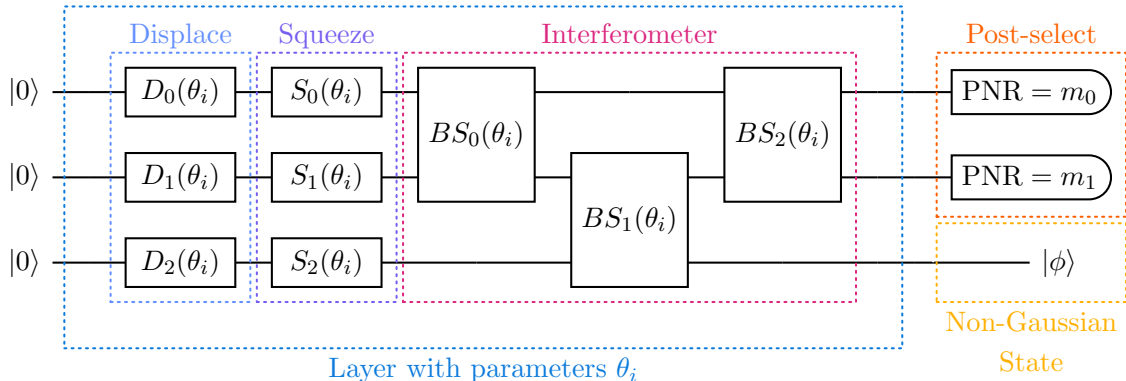 Displace Squeeze Interferometer Post-select
|0⟩ D₀(θᵢ) S₀(θᵢ) BS₀(θᵢ) BS₂(θᵢ) PNR = m₀
|0⟩ D₁(θᵢ) S₁(θᵢ) BS₁(θᵢ) PNR = m₁
|0⟩ D₂(θᵢ) S₂(θᵢ) |ϕ⟩
Non-Gaussian
State
Layer with parameters θᵢ